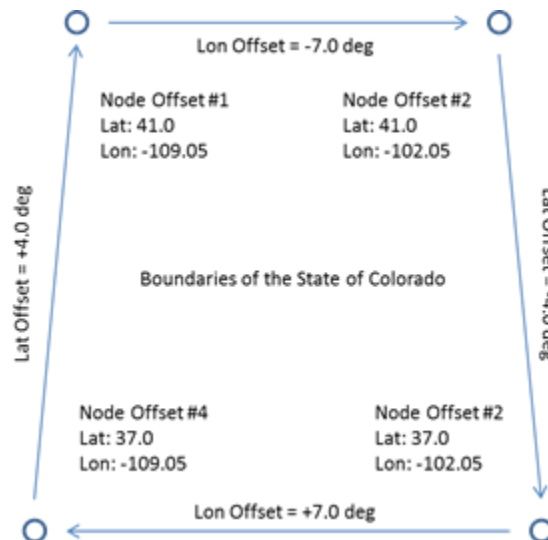 Lon Offset = -7.0 deg
Node Offset #1
Lat: 41.0
Lon: -109.05
Node Offset #2
Lat: 41.0
Lon: -102.05
Lat Offset = +4.0 deg
Boundaries of the State of Colorado
Node Offset #4
Lat: 37.0
Lon: -109.05
Node Offset #2
Lat: 37.0
Lon: -102.05
Lon Offset = +7.0 deg